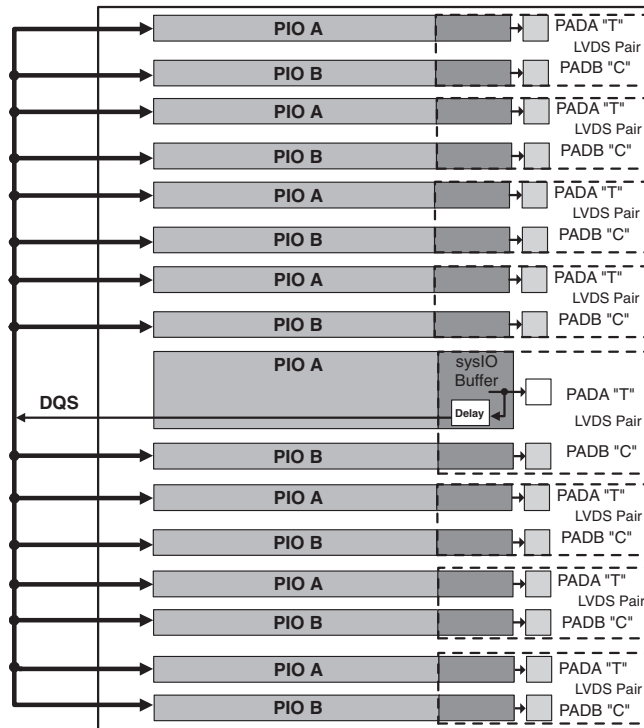 PIO A
PADA "T"
LVDS Pair
PIO B
PADB "C"
PIO A
PADA "T"
LVDS Pair
PIO B
PADB "C"
PIO A
PADA "T"
LVDS Pair
PIO B
PADB "C"
PIO A
PADA "T"
LVDS Pair
PIO B
PADB "C"
PIO A
sysIO
Buffer
PADA "T"
DQS
Delay
LVDS Pair
PIO B
PADB "C"
PIO A
PADA "T"
LVDS Pair
PIO B
PADB "C"
PIO A
PADA "T"
LVDS Pair
PIO B
PADB "C"
PIO A
PADA "T"
LVDS Pair
PIO B
PADB "C"